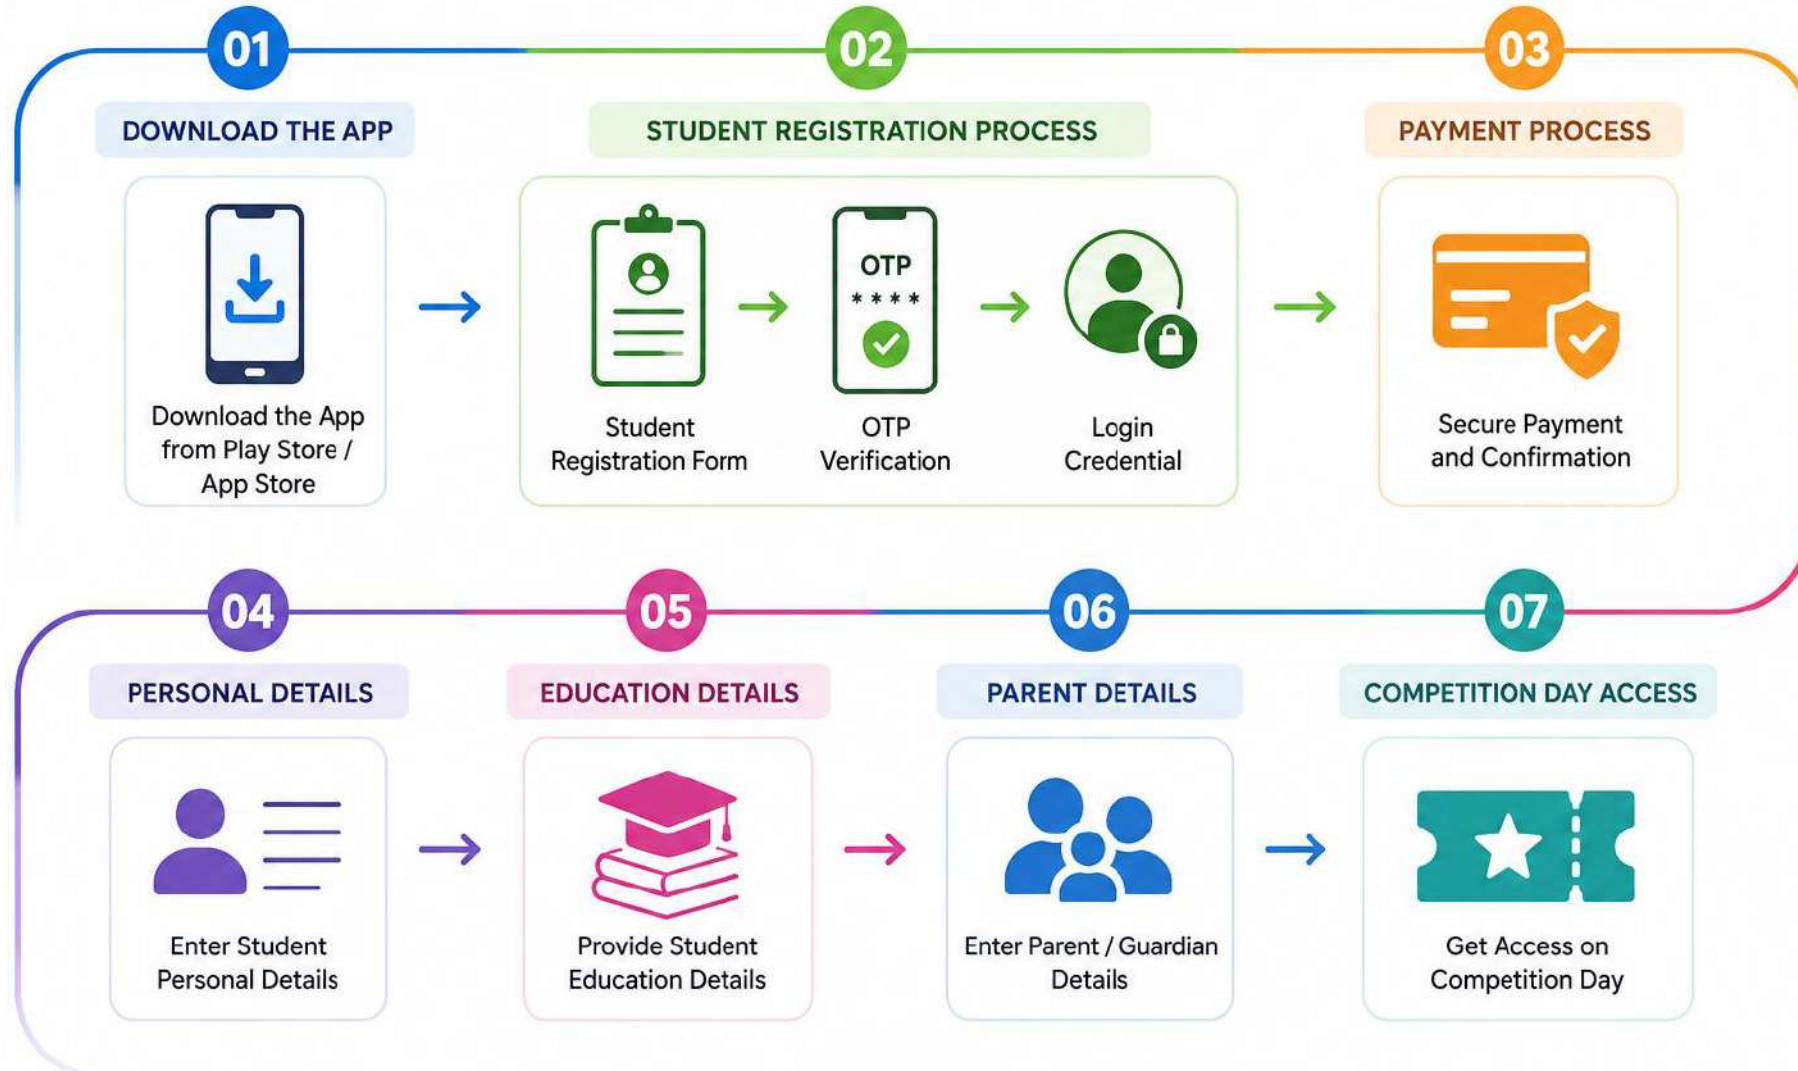 01
02
03
DOWNLOAD THE APP
STUDENT REGISTRATION PROCESS
PAYMENT PROCESS
OTP
****
Download the App
from Play Store /
App Store
Student
Registration Form
OTP
Verification
Login
Credential
Secure Payment
and Confirmation
04
05
06
07
PERSONAL DETAILS
EDUCATION DETAILS
PARENT DETAILS
COMPETITION DAY ACCESS
Enter Student
Personal Details
Provide Student
Education Details
Enter Parent / Guardian
Details
Get Access on
Competition Day